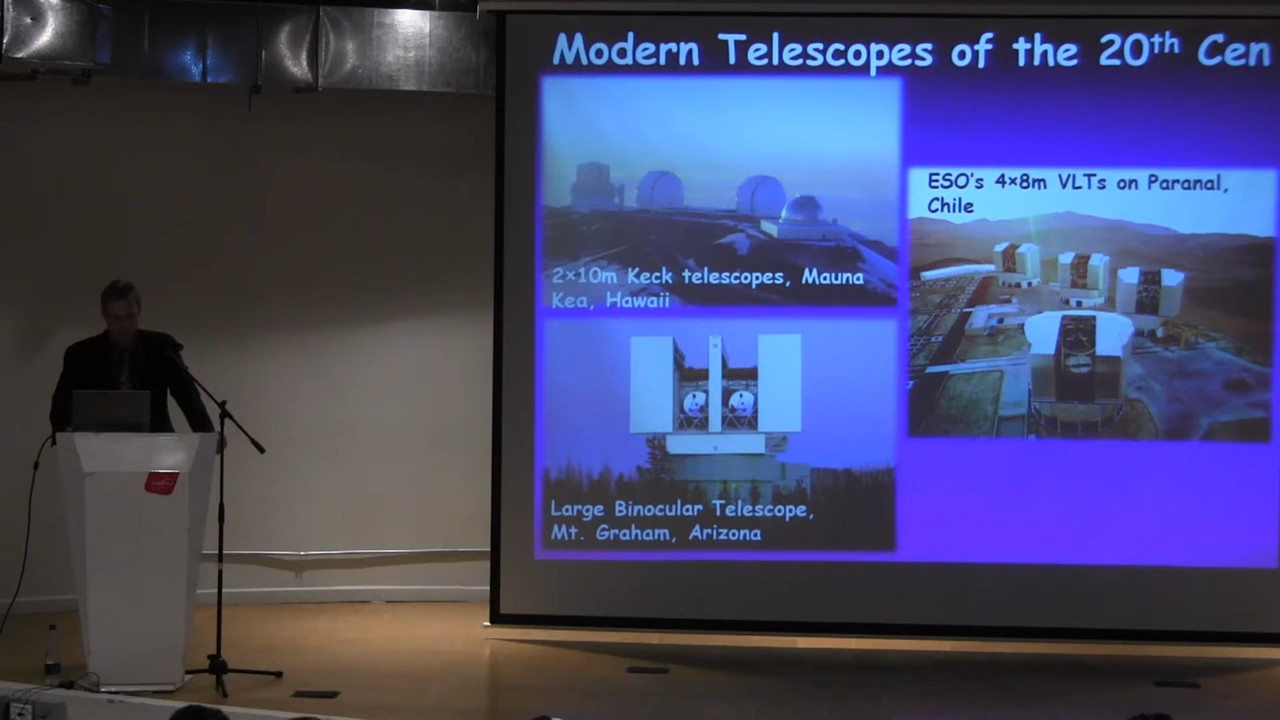 Modern Telescopes of the 20th Cen
ESO's 4×8m VLTs on Paranal,
Chile
2×10m Keck telescopes, Mauna
Kea, Hawaii
Large Binocular Telescope,
Mt. Graham, Arizona